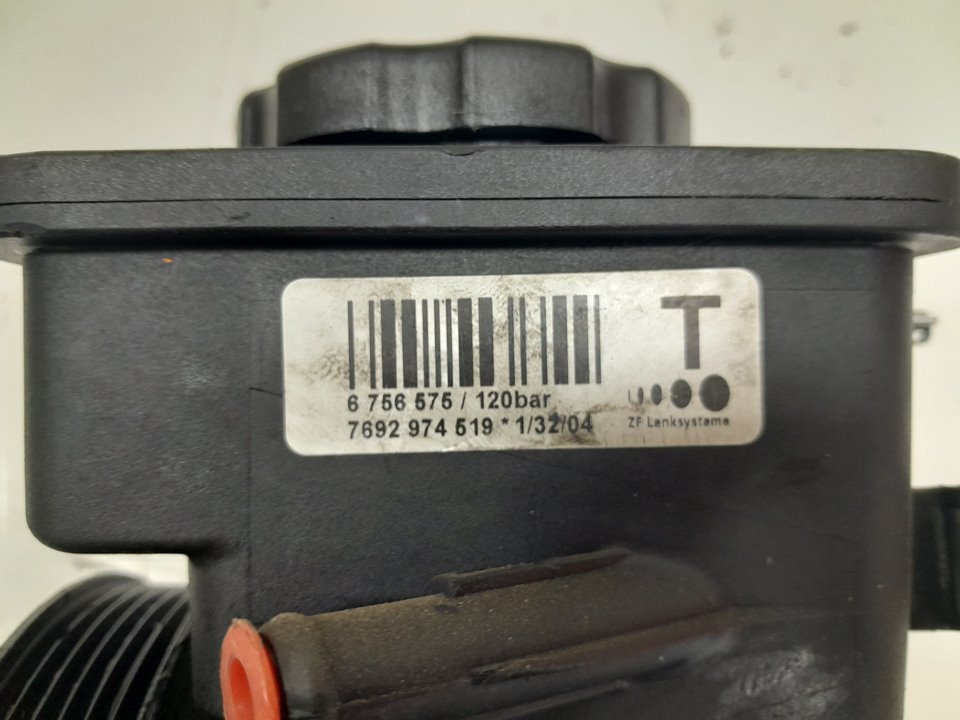 T
6 756 575 / 120bar
7692 974 519 * 1/32/04
ZF Lenksysteme